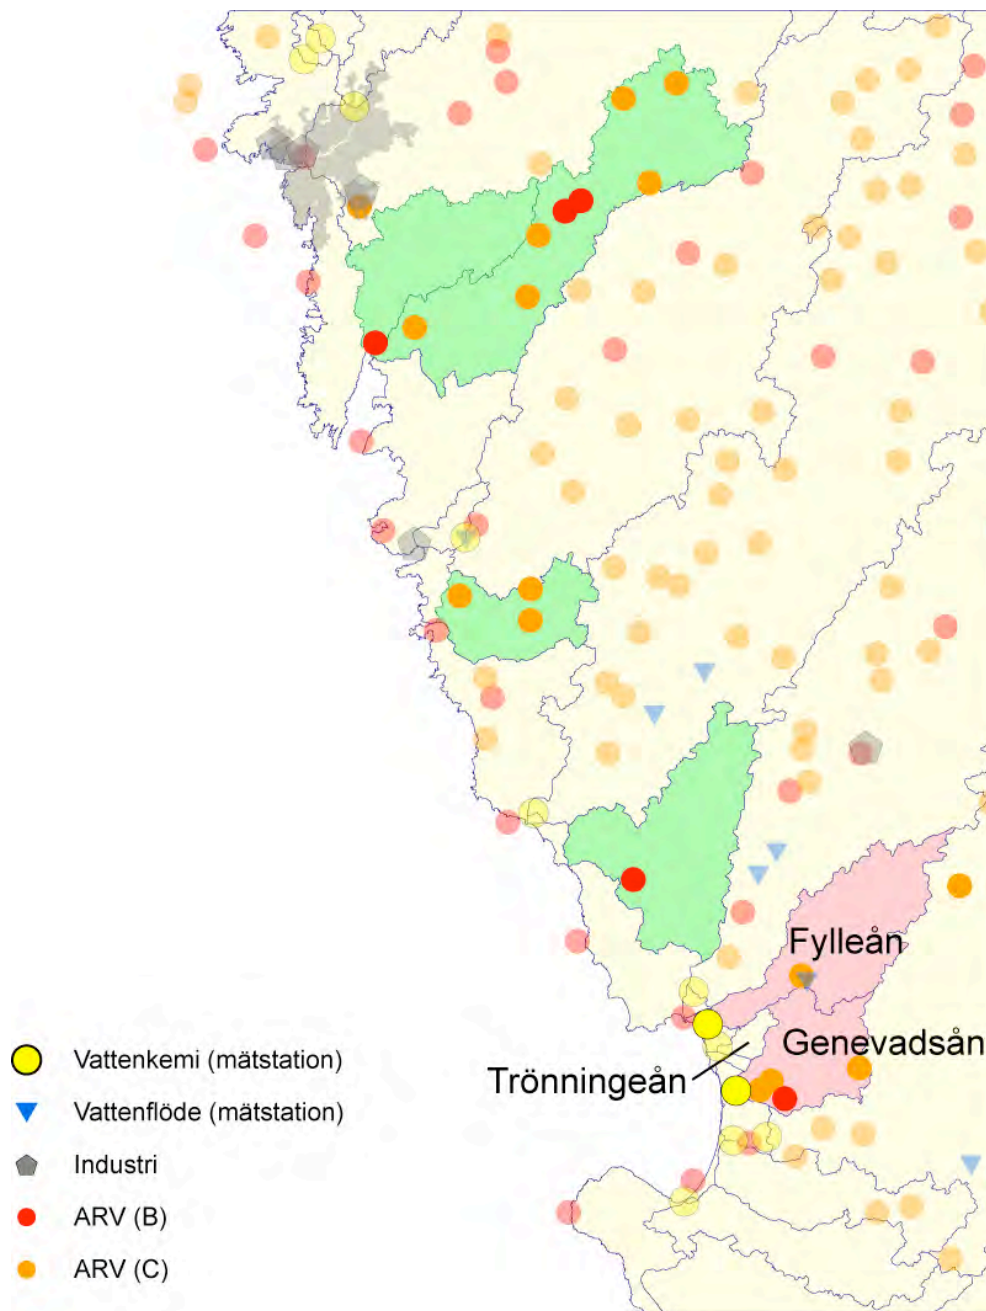 Fylleån
Genevadsån
Trönningeån
Vattenkemi (mätstation)
Vattenflöde (mätstation)
Industri
ARV (B)
ARV (C)